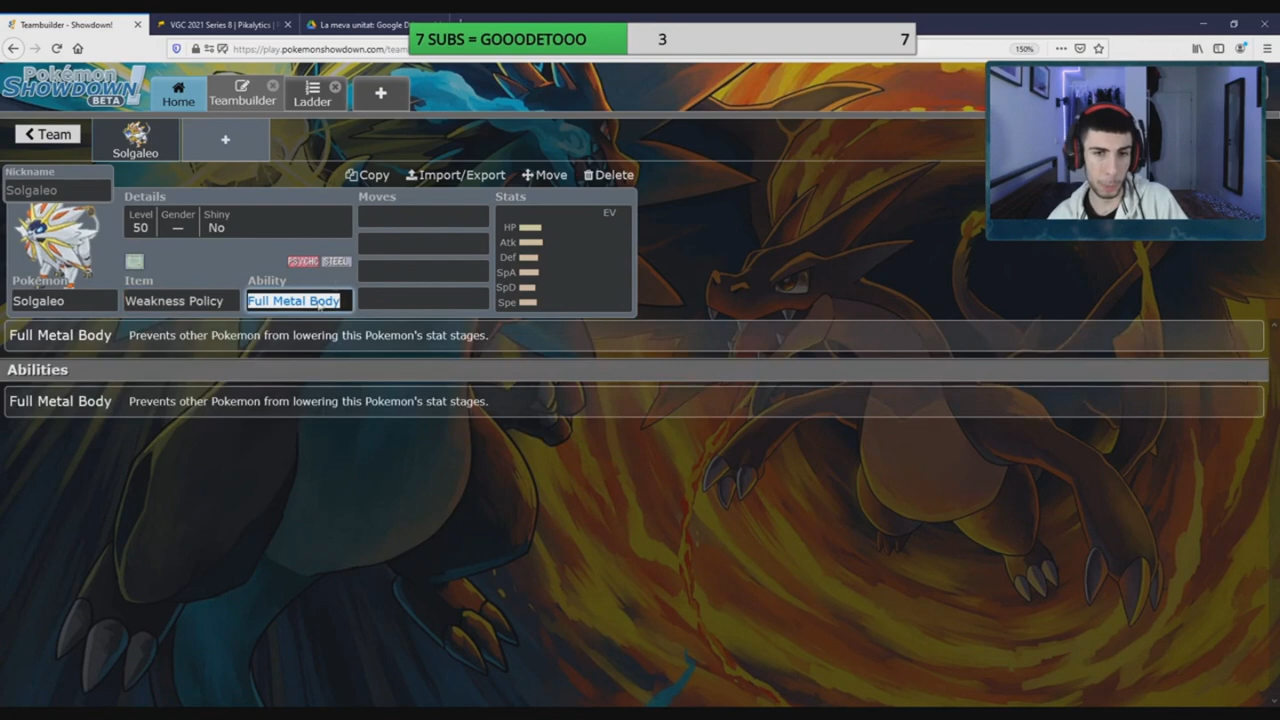 Teambuilder - Showdown!
VGC 2021 Series 8 | Pikalytics |
La meva unitat: Google D
https://play.pokemonshowdown.com/team
150%
7 SUBS = GOOODETOOO 3 7
Pokémon
SHOWDOWN!
BETA
Home
Teambuilder
Ladder
+
< Team
Solgaleo
+
Nickname
Solgaleo
Copy Import/Export Move Delete
Details
Level Gender Shiny
50 — No
PSYCHC STEEL
Pokémon Item Ability
Solgaleo Weakness Policy Full Metal Body
Moves
Stats
EV
HP
Atk
Def
SpA
SpD
Spe
Full Metal Body Prevents other Pokemon from lowering this Pokemon's stat stages.
Abilities
Full Metal Body Prevents other Pokemon from lowering this Pokemon's stat stages.